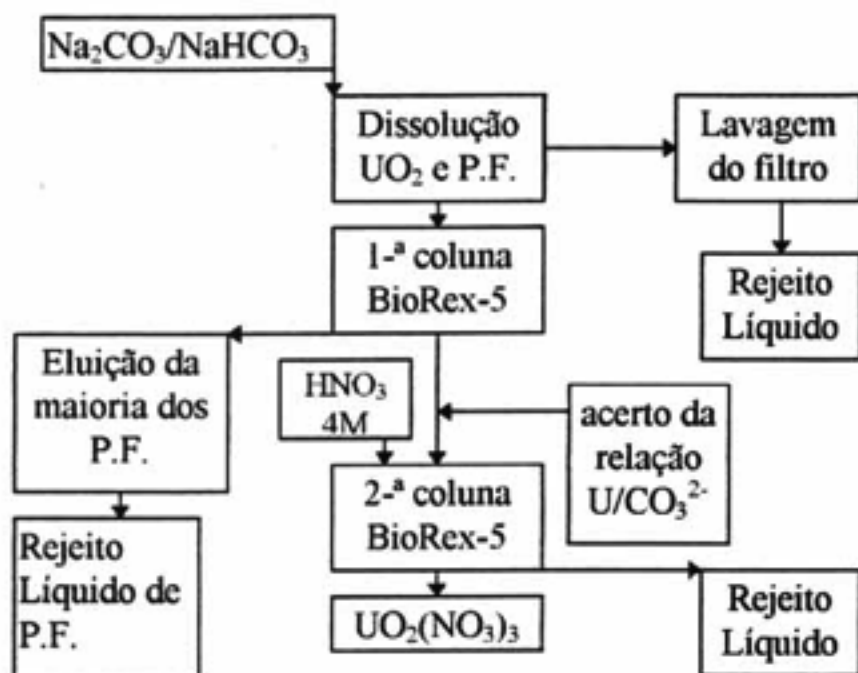 Na₂CO₃/NaHCO₃
Dissolução
UO₂ e P.F.
Lavagem
do filtro
1-ª coluna
BioRex-5
Rejeito
Líquido
Eluição da
maioria dos
P.F.
HNO₃
4M
acerto da
relação
U/CO₃²⁻
2-ª coluna
BioRex-5
Rejeito
Líquido de
P.F.
UO₂(NO₃)₃
Rejeito
Líquido